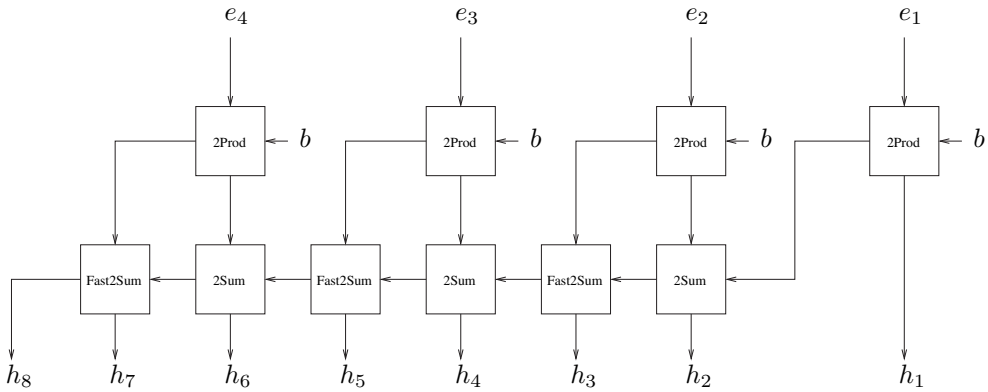 e4 e3 e2 e1
2Prod b 2Prod b 2Prod b 2Prod b
Fast2Sum 2Sum Fast2Sum 2Sum Fast2Sum 2Sum
h8 h7 h6 h5 h4 h3 h2 h1